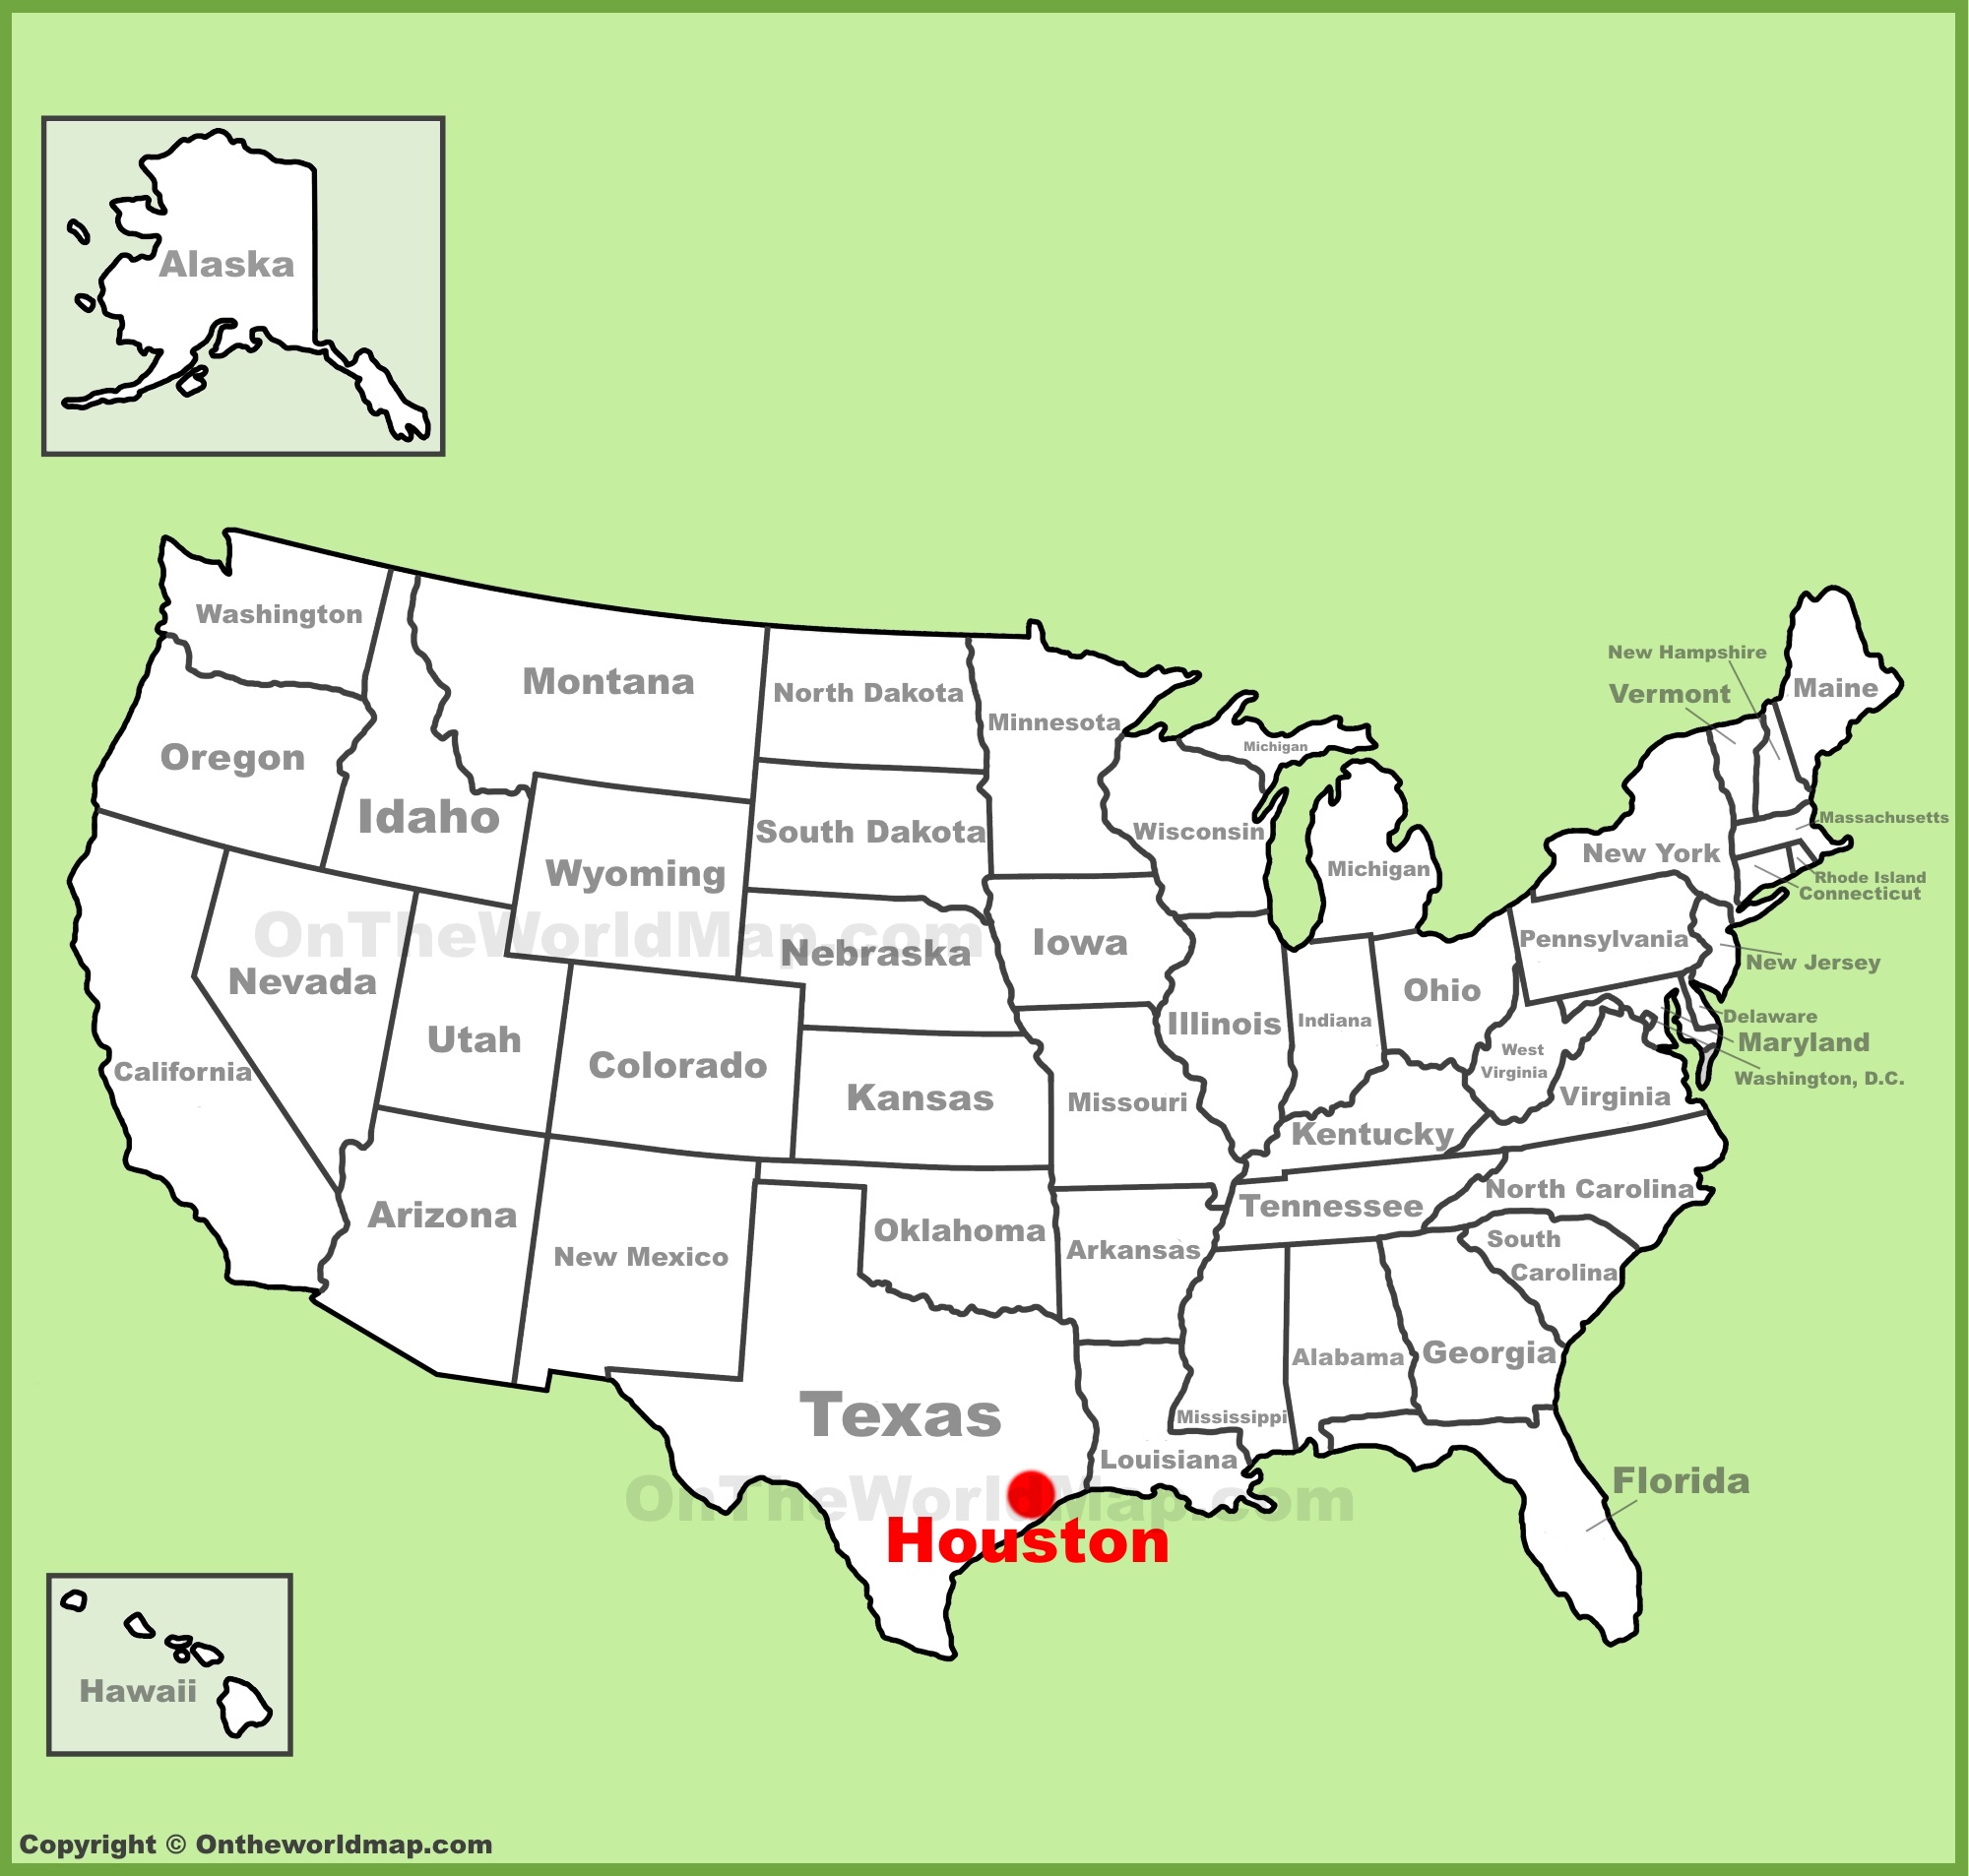 Alaska
Washington
Montana
North Dakota
Minnesota
Michigan
New Hampshire
Vermont
Maine
Oregon
Idaho
Wyoming
South Dakota
Wisconsin
Michigan
New York
Massachusetts
Rhode Island
Connecticut
OnTheWorldMap.com
Nebraska
Iowa
Pennsylvania
New Jersey
Nevada
Utah
Colorado
Kansas
Missouri
Illinois
Indiana
Ohio
West
Virginia
Virginia
Delaware
Maryland
Washington, D.C.
California
Kentucky
Arizona
New Mexico
Oklahoma
Arkansas
Tennessee
North Carolina
South
Carolina
Texas
Louisiana
Mississippi
Alabama
Georgia
Florida
OnTheWorldMap.com
Houston
Hawaii
Copyright © Ontheworldmap.com